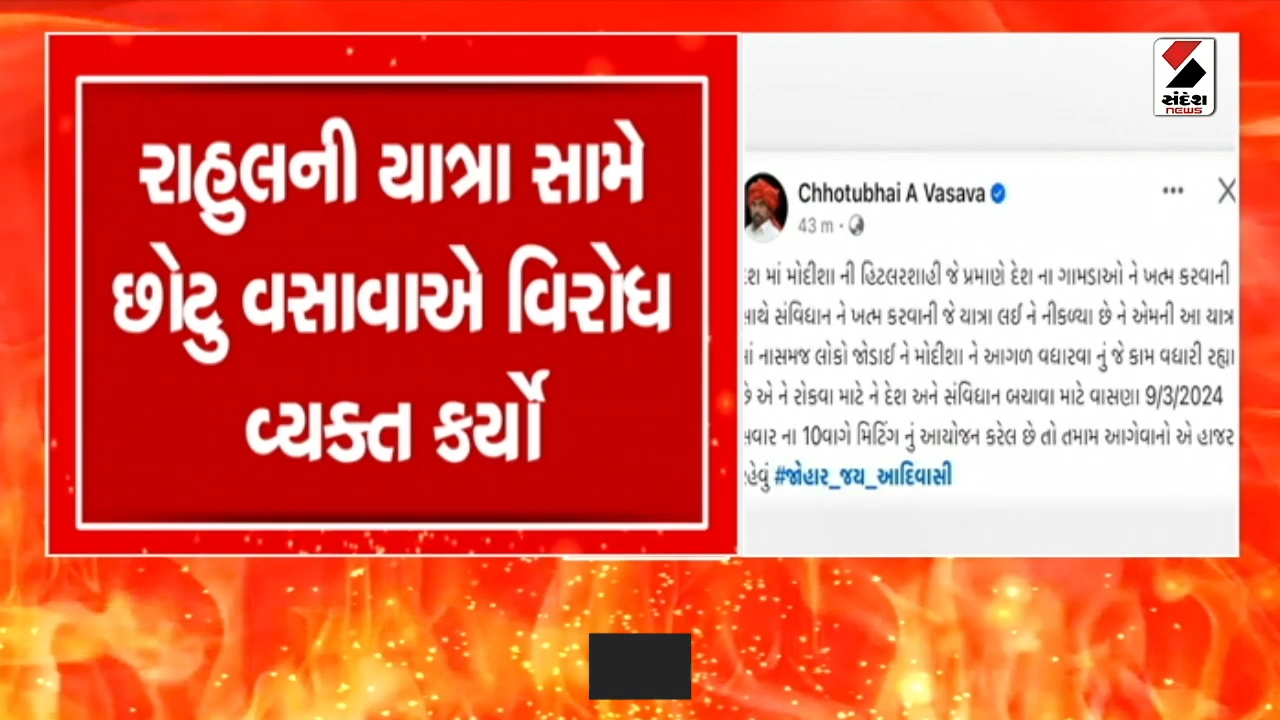 રાહુલની યાત્રા સામે
છોટુ વસાવાએ વિરોધ
વ્યક્ત કર્યો
સંદેશ
NEWS
Chhotubhai A Vasava
43 m
માં મોદીશા ની હિટલરશાહી જે પ્રમાણે દેશ ના ગામડાઓ ને ખત્મ કરવાની
સંવિધાન ને ખત્મ કરવાની જે યાત્રા લઈ ને નીકળ્યા છે ને એમની આ યાત્ર
નાસમજ લોકો જોડાઈ ને મોદીશા ને આગળ વધારવા નું જે કામ વધારી રહ્યા
છે એ ને રોકવા માટે ને દેશ અને સંવિધાન બચાવા માટે વાસણા 9/3/2024
ના 10વાગે મિટિંગ નું આયોજન કરેલ છે તો તમામ આગેવાનો એ હાજર
#જોહાર_જય_આદિવાસી